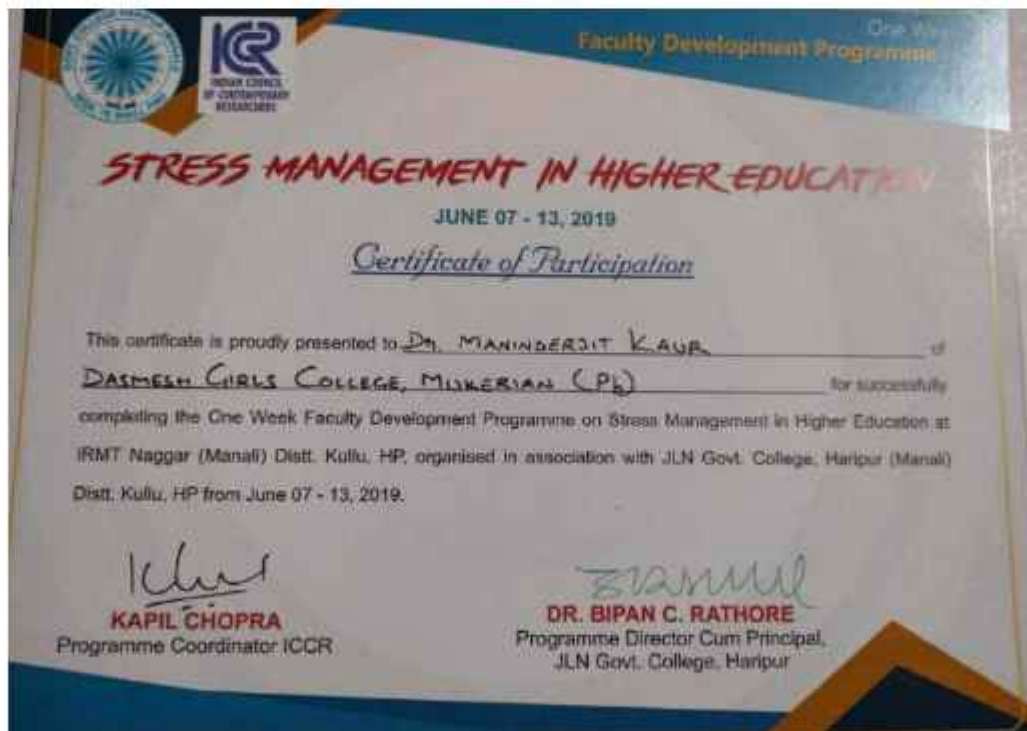 ICCR
INDIAN COUNCIL
OF CONTEMPORARY
RESEARCHERS
One Week
Faculty Development Programme
STRESS MANAGEMENT IN HIGHER EDUCATION
JUNE 07 - 13, 2019
Certificate of Participation
This certificate is proudly presented to Dr. MANINDERJIT KAUR of
DASMESH GIRLS COLLEGE, MUKERIAN (Pb) for successfully
completing the One Week Faculty Development Programme on Stress Management in Higher Education at
IRMT Naggar (Manali) Distt. Kullu, HP, organised in association with JLN Govt. College, Haripur (Manali)
Distt. Kullu, HP from June 07 - 13, 2019.
KAPIL CHOPRA
Programme Coordinator ICCR
DR. BIPAN C. RATHORE
Programme Director Cum Principal,
JLN Govt. College, Haripur